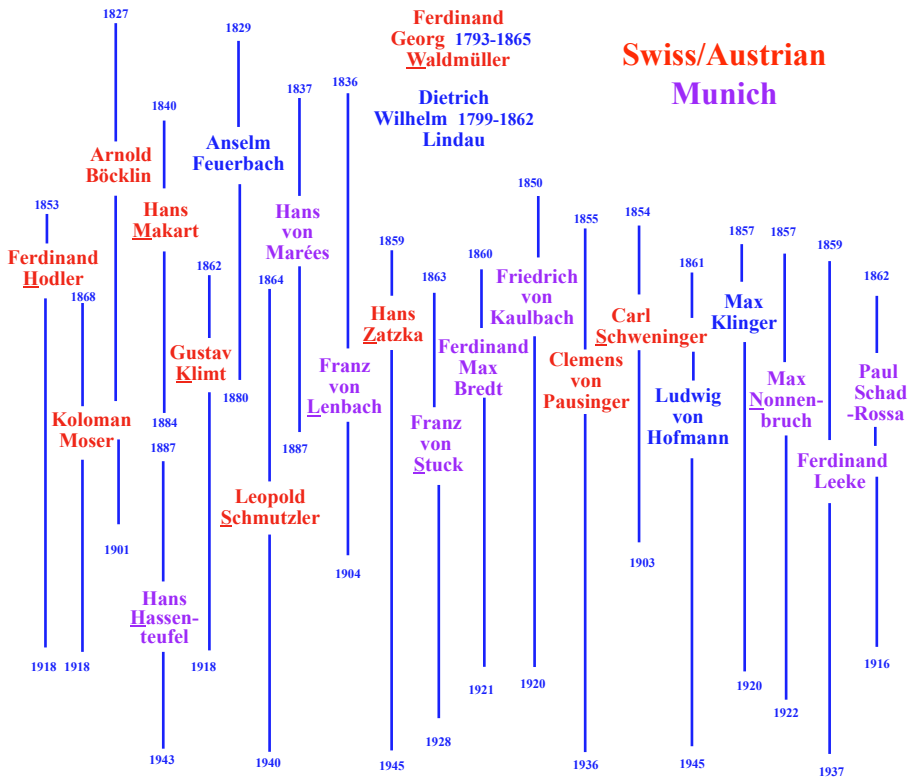 Ferdinand
Georg 1793-1865
Waldmüller
Swiss/Austrian
Munich
Dietrich
Wilhelm 1799-1862
Lindau
1853
Ferdinand
Hodler
1918
1868
Koloman
Moser
1918
1827
Arnold
Böcklin
1901
1840
Hans
Makart
1884
1887
Hans
Hassen-
teufel
1943
1862
Gustav
Klimt
1918
1829
Anselm
Feuerbach
1880
1864
Leopold
Schmutzler
1940
1837
Hans
von
Marées
1887
1836
Franz
von
Lenbach
1904
1859
Hans
Zatzka
1945
1863
Franz
von
Stuck
1928
1860
Ferdinand
Max
Bredt
1921
1850
Friedrich
von
Kaulbach
1920
1855
Clemens
von
Pausinger
1936
1854
Carl
Schweninger
1903
1861
Ludwig
von
Hofmann
1945
1857
Max
Klinger
1920
1857
Max
Nonnen-
bruch
1922
1859
Ferdinand
Leeke
1937
1862
Paul
Schad
-Rossa
1916